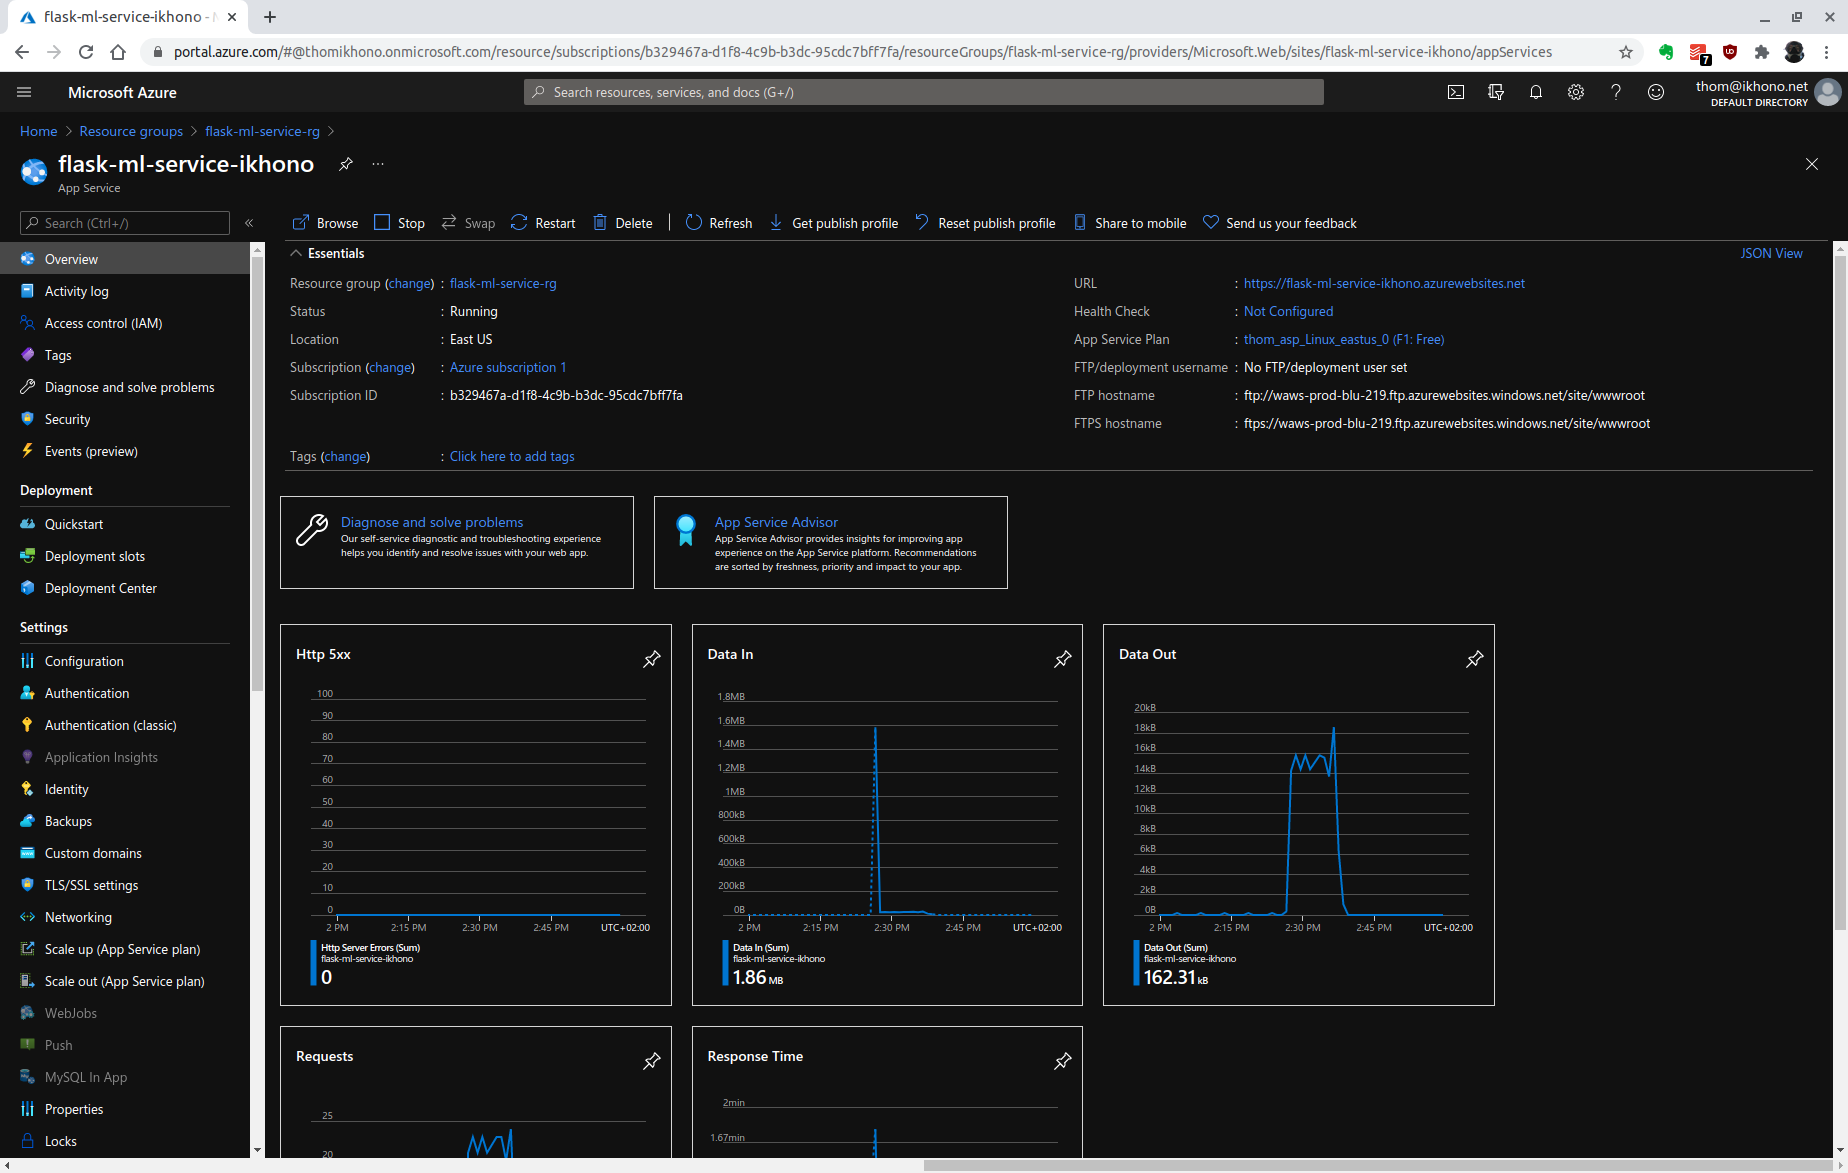 flask-ml-service-ikhono - 
portal.azure.com/#@thomikhono.onmicrosoft.com/resource/subscriptions/b329467a-d1f8-4c9b-b3dc-95cdc7bff7fa/resourceGroups/flask-ml-service-rg/providers/Microsoft.Web/sites/flask-ml-service-ikhono/appServices
7
Microsoft Azure
Search resources, services, and docs (G+/)
thom@ikhono.net
DEFAULT DIRECTORY
Home > Resource groups > flask-ml-service-rg >
flask-ml-service-ikhono
App Service
Search (Ctrl+/)
Overview
Activity log
Access control (IAM)
Tags
Diagnose and solve problems
Security
Events (preview)
Deployment
Quickstart
Deployment slots
Deployment Center
Settings
Configuration
Authentication
Authentication (classic)
Application Insights
Identity
Backups
Custom domains
TLS/SSL settings
Networking
Scale up (App Service plan)
Scale out (App Service plan)
WebJobs
Push
MySQL In App
Properties
Locks
Browse Stop Swap Restart Delete Refresh Get publish profile Reset publish profile Share to mobile Send us your feedback
Essentials
JSON View
Resource group (change) : flask-ml-service-rg
Status : Running
Location : East US
Subscription (change) : Azure subscription 1
Subscription ID : b329467a-d1f8-4c9b-b3dc-95cdc7bff7fa
URL : https://flask-ml-service-ikhono.azurewebsites.net
Health Check : Not Configured
App Service Plan : thom_asp_Linux_eastus_0 (F1: Free)
FTP/deployment username : No FTP/deployment user set
FTP hostname : ftp://waws-prod-blu-219.ftp.azurewebsites.windows.net/site/wwwroot
FTPS hostname : ftps://waws-prod-blu-219.ftp.azurewebsites.windows.net/site/wwwroot
Tags (change) : Click here to add tags
Diagnose and solve problems
Our self-service diagnostic and troubleshooting experience
helps you identify and resolve issues with your web app.
App Service Advisor
App Service Advisor provides insights for improving app
experience on the App Service platform. Recommendations
are sorted by freshness, priority and impact to your app.
Http 5xx
100
90
80
70
60
50
40
30
20
10
0
2 PM 2:15 PM 2:30 PM 2:45 PM UTC+02:00
Http Server Errors (Sum)
flask-ml-service-ikhono
0
Data In
1.8MB
1.6MB
1.4MB
1.2MB
1MB
800kB
600kB
400kB
200kB
0B
2 PM 2:15 PM 2:30 PM 2:45 PM UTC+02:00
Data In (Sum)
flask-ml-service-ikhono
1.86 MB
Data Out
20kB
18kB
16kB
14kB
12kB
10kB
8kB
6kB
4kB
2kB
0B
2 PM 2:15 PM 2:30 PM 2:45 PM UTC+02:00
Data Out (Sum)
flask-ml-service-ikhono
162.31 kB
Requests
25
20
Response Time
2min
1.67min